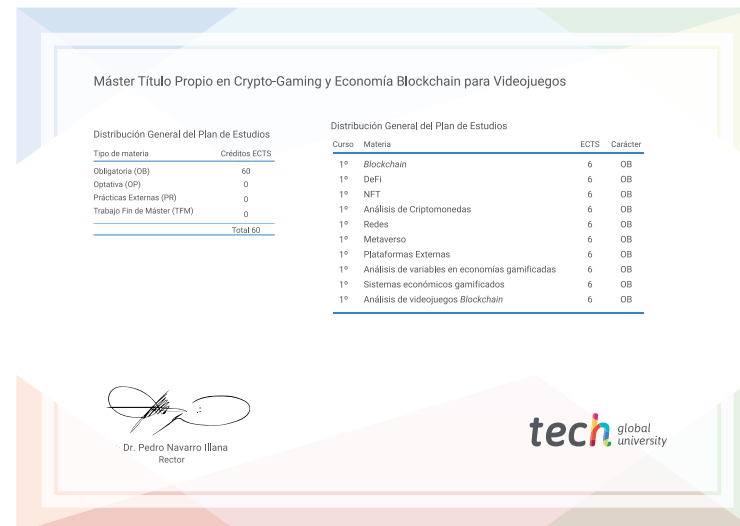 Máster Título Propio en Crypto-Gaming y Economía Blockchain para Videojuegos
Distribución General del Plan de Estudios
Tipo de materia Créditos ECTS
Obligatoria (OB) 60
Optativa (OP) 0
Prácticas Externas (PR) 0
Trabajo Fin de Máster (TFM) 0
Total 60
Distribución General del Plan de Estudios
Curso Materia ECTS Carácter
1º Blockchain 6 OB
1º DeFi 6 OB
1º NFT 6 OB
1º Análisis de Criptomonedas 6 OB
1º Redes 6 OB
1º Metaverso 6 OB
1º Plataformas Externas 6 OB
1º Análisis de variables en economías gamificadas 6 OB
1º Sistemas económicos gamificados 6 OB
1º Análisis de videojuegos Blockchain 6 OB
Dr. Pedro Navarro Illana
Rector
tech global university